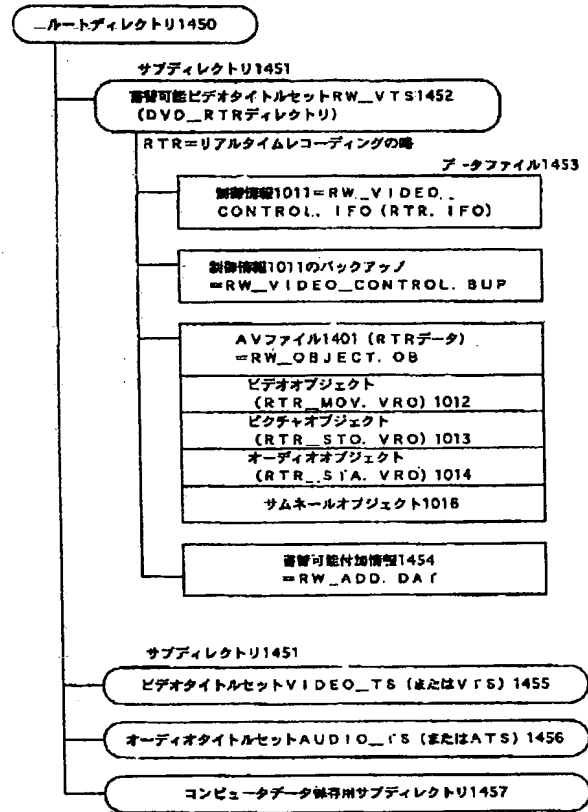 ルートディレクトリ1450
サブディレクトリ1451
書替可能ビデオタイトルセットRW_VTS1452
(DVD_RTRディレクトリ)
RTR=リアルタイムレコーディングの略
データファイル1453
制御情報1011=RW_VIDEO_
CONTROL. IFO (RTR. IFO)
制御情報1011のバックアップ
=RW_VIDEO_CONTROL. BUP
AVファイル1401 (RTRデータ)
=RW_OBJECT. OB
ビデオオブジェクト
(RTR_MOV. VRO) 1012
ピクチャオブジェクト
(RTR_STO. VRO) 1013
オーディオオブジェクト
(RTR_STA. VRO) 1014
サムネールオブジェクト1016
書替可能付加情報1454
=RW_ADD. DAT
サブディレクトリ1451
ビデオタイトルセットVIDEO_TS (またはVTS) 1455
オーディオタイトルセットAUDIO_TS (またはATS) 1456
コンピュータデータ保存用サブディレクトリ1457